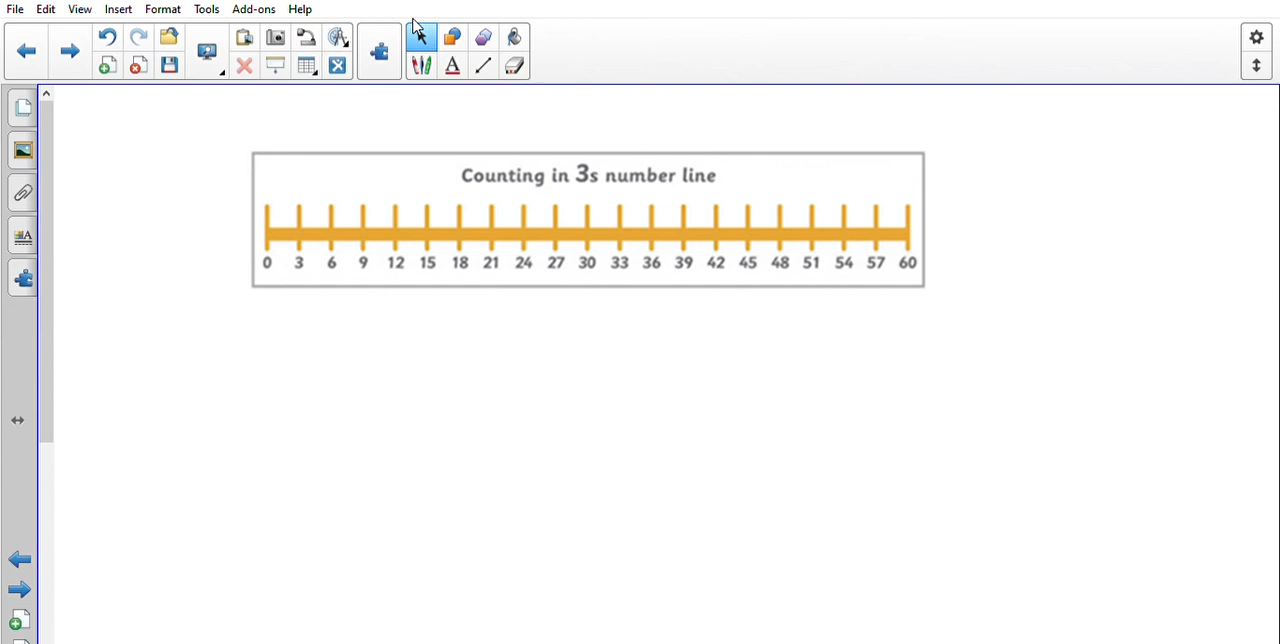 File Edit View Insert Format Tools Add-ons Help
Counting in 3s number line
0 3 6 9 12 15 18 21 24 27 30 33 36 39 42 45 48 51 54 57 60